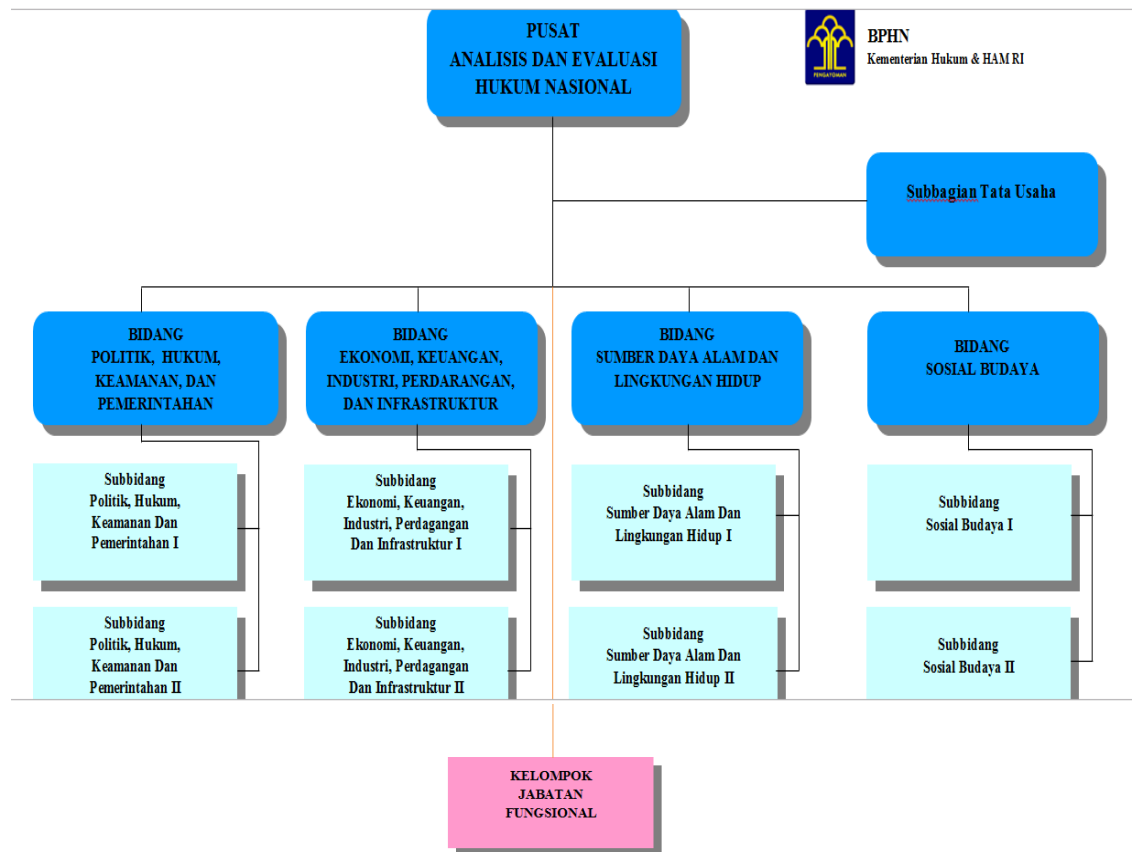 PUSAT
ANALISIS DAN EVALUASI
HUKUM NASIONAL
PENGAYOMAN
BPHN
Kementerian Hukum & HAM RI
Subbagian Tata Usaha
BIDANG
POLITIK, HUKUM,
KEAMANAN, DAN
PEMERINTAHAN
BIDANG
EKONOMI, KEUANGAN,
INDUSTRI, PERDARANGAN,
DAN INFRASTRUKTUR
BIDANG
SUMBER DAYA ALAM DAN
LINGKUNGAN HIDUP
BIDANG
SOSIAL BUDAYA
Subbidang
Politik, Hukum,
Keamanan Dan
Pemerintahan I
Subbidang
Ekonomi, Keuangan,
Industri, Perdagangan
Dan Infrastruktur I
Subbidang
Sumber Daya Alam Dan
Lingkungan Hidup I
Subbidang
Sosial Budaya I
Subbidang
Politik, Hukum,
Keamanan Dan
Pemerintahan II
Subbidang
Ekonomi, Keuangan,
Industri, Perdagangan
Dan Infrastruktur II
Subbidang
Sumber Daya Alam Dan
Lingkungan Hidup II
Subbidang
Sosial Budaya II
KELOMPOK
JABATAN
FUNGSIONAL